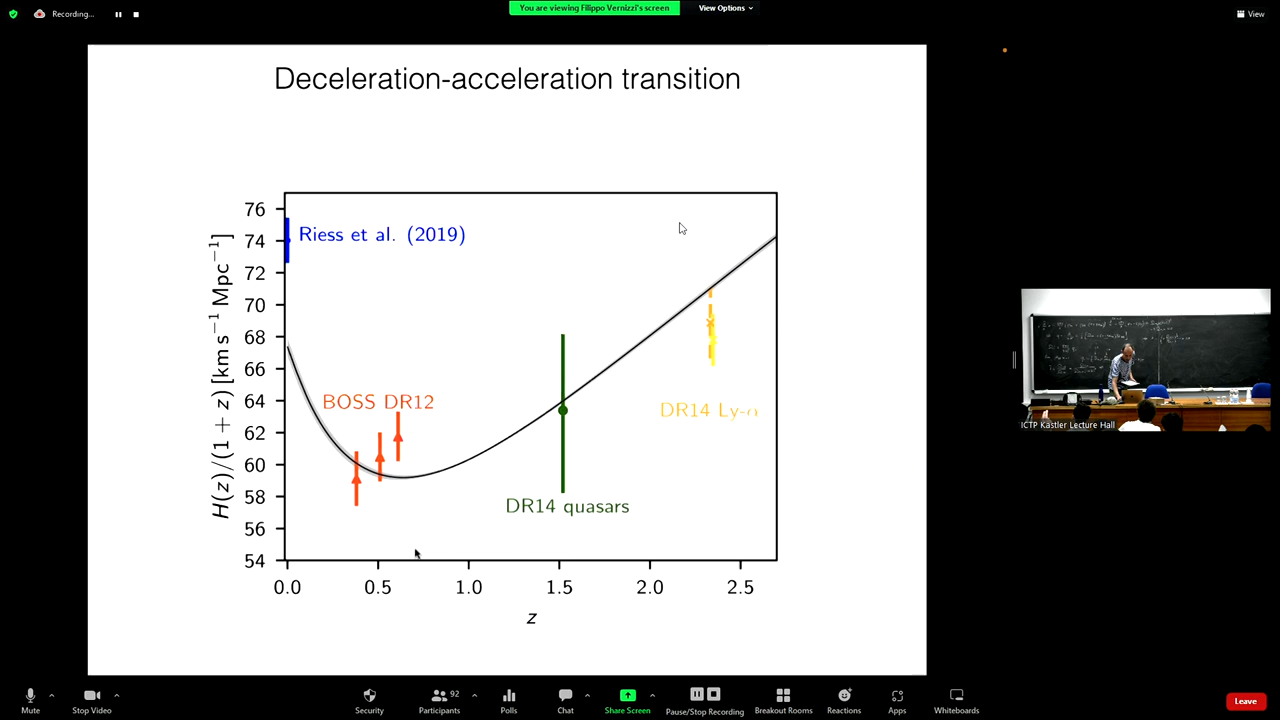 Recording...
You are viewing Filippo Vernizzi's screen
View Options
View
Deceleration-acceleration transition
76
74
72
70
68
66
64
62
60
58
56
54
H(z)/(1 + z) [km s⁻¹ Mpc⁻¹]
Riess et al. (2019)
BOSS DR12
DR14 quasars
DR14 Ly-α
0.0 0.5 1.0 1.5 2.0 2.5
z
ICTP Kastler Lecture Hall
Mute
Stop Video
Security
Participants 92
Polls
Chat
Share Screen
Pause/Stop Recording
Breakout Rooms
Reactions
Apps
Whiteboards
Leave